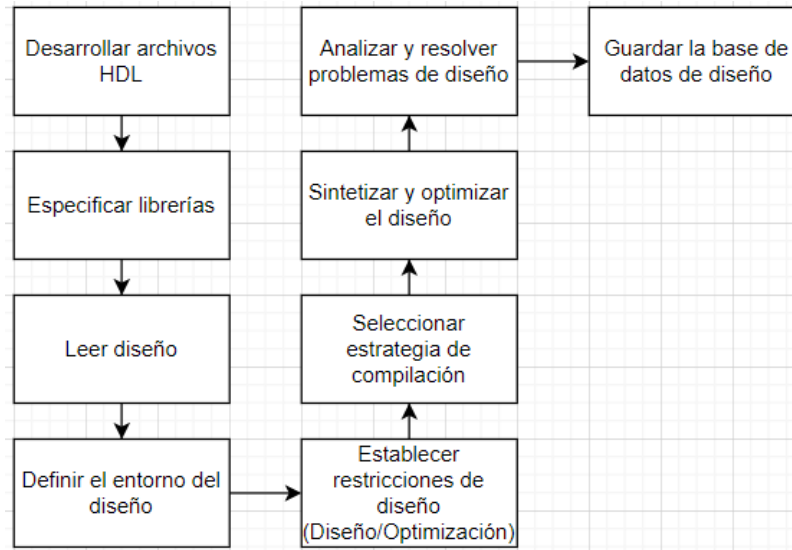 Desarrollar archivos
HDL
Especificar librerías
Leer diseño
Definir el entorno del
diseño
Establecer
restricciones de
diseño
(Diseño/Optimización)
Seleccionar
estrategia de
compilación
Sintetizar y optimizar
el diseño
Analizar y resolver
problemas de diseño
Guardar la base de
datos de diseño